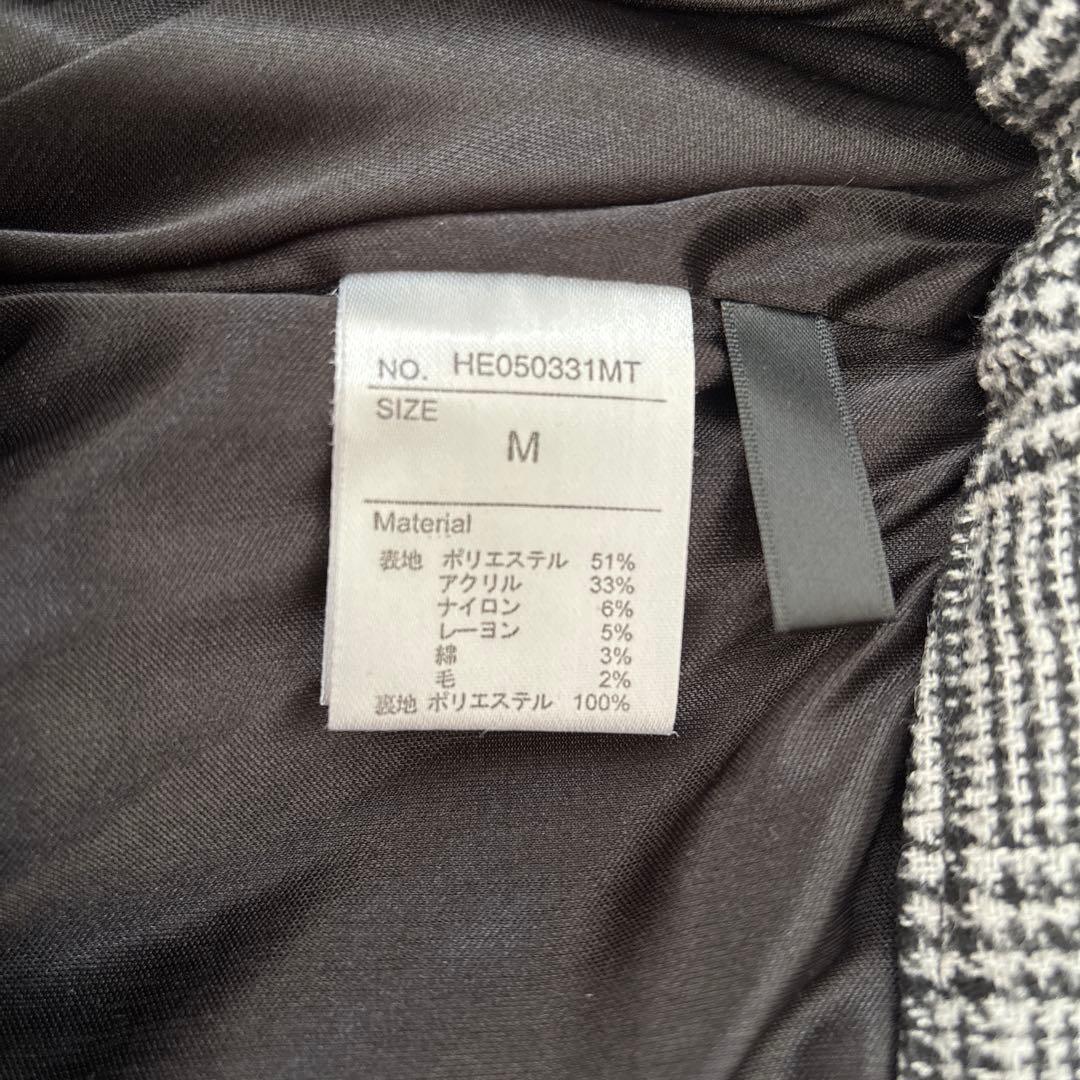 NO. HE050331MT
SIZE
M
Material
表地 ポリエステル 51%
アクリル 33%
ナイロン 6%
レーヨン 5%
綿 3%
毛 2%
裏地 ポリエステル 100%